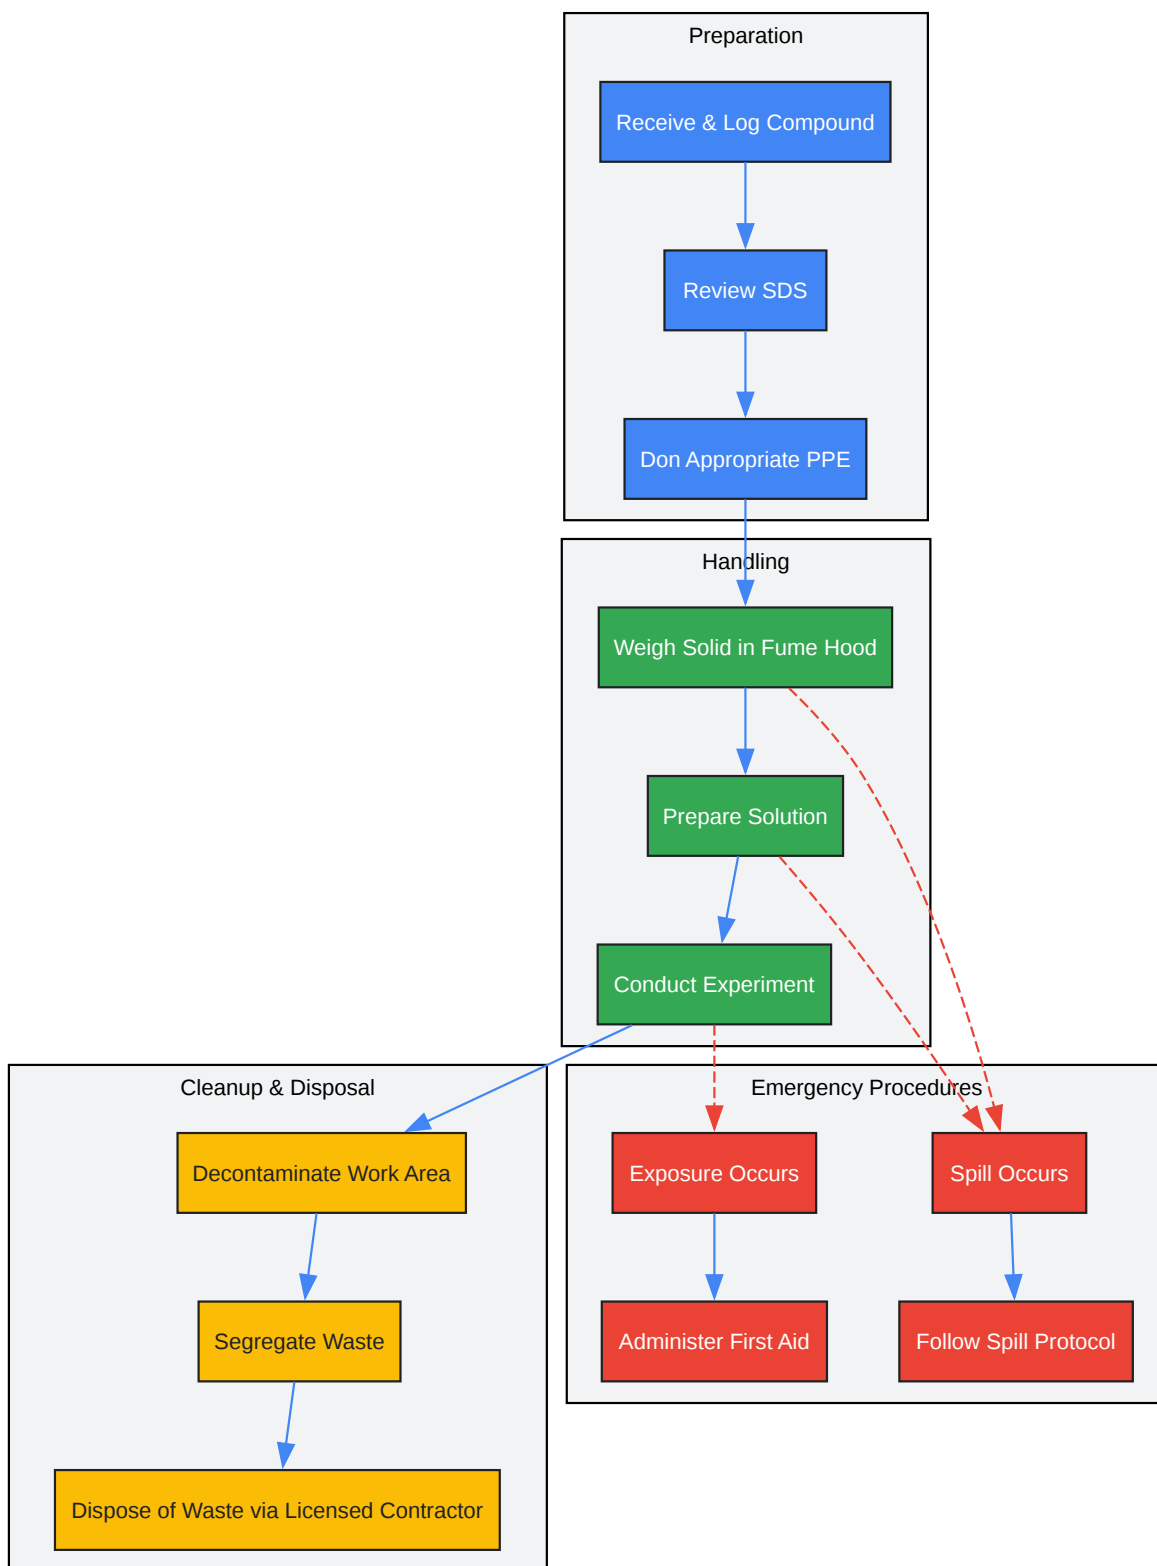 Preparation
Receive & Log Compound
Review SDS
Don Appropriate PPE
Handling
Weigh Solid in Fume Hood
Prepare Solution
Conduct Experiment
Cleanup & Disposal
Decontaminate Work Area
Segregate Waste
Dispose of Waste via Licensed Contractor
Emergency Procedures
Exposure Occurs
Spill Occurs
Administer First Aid
Follow Spill Protocol